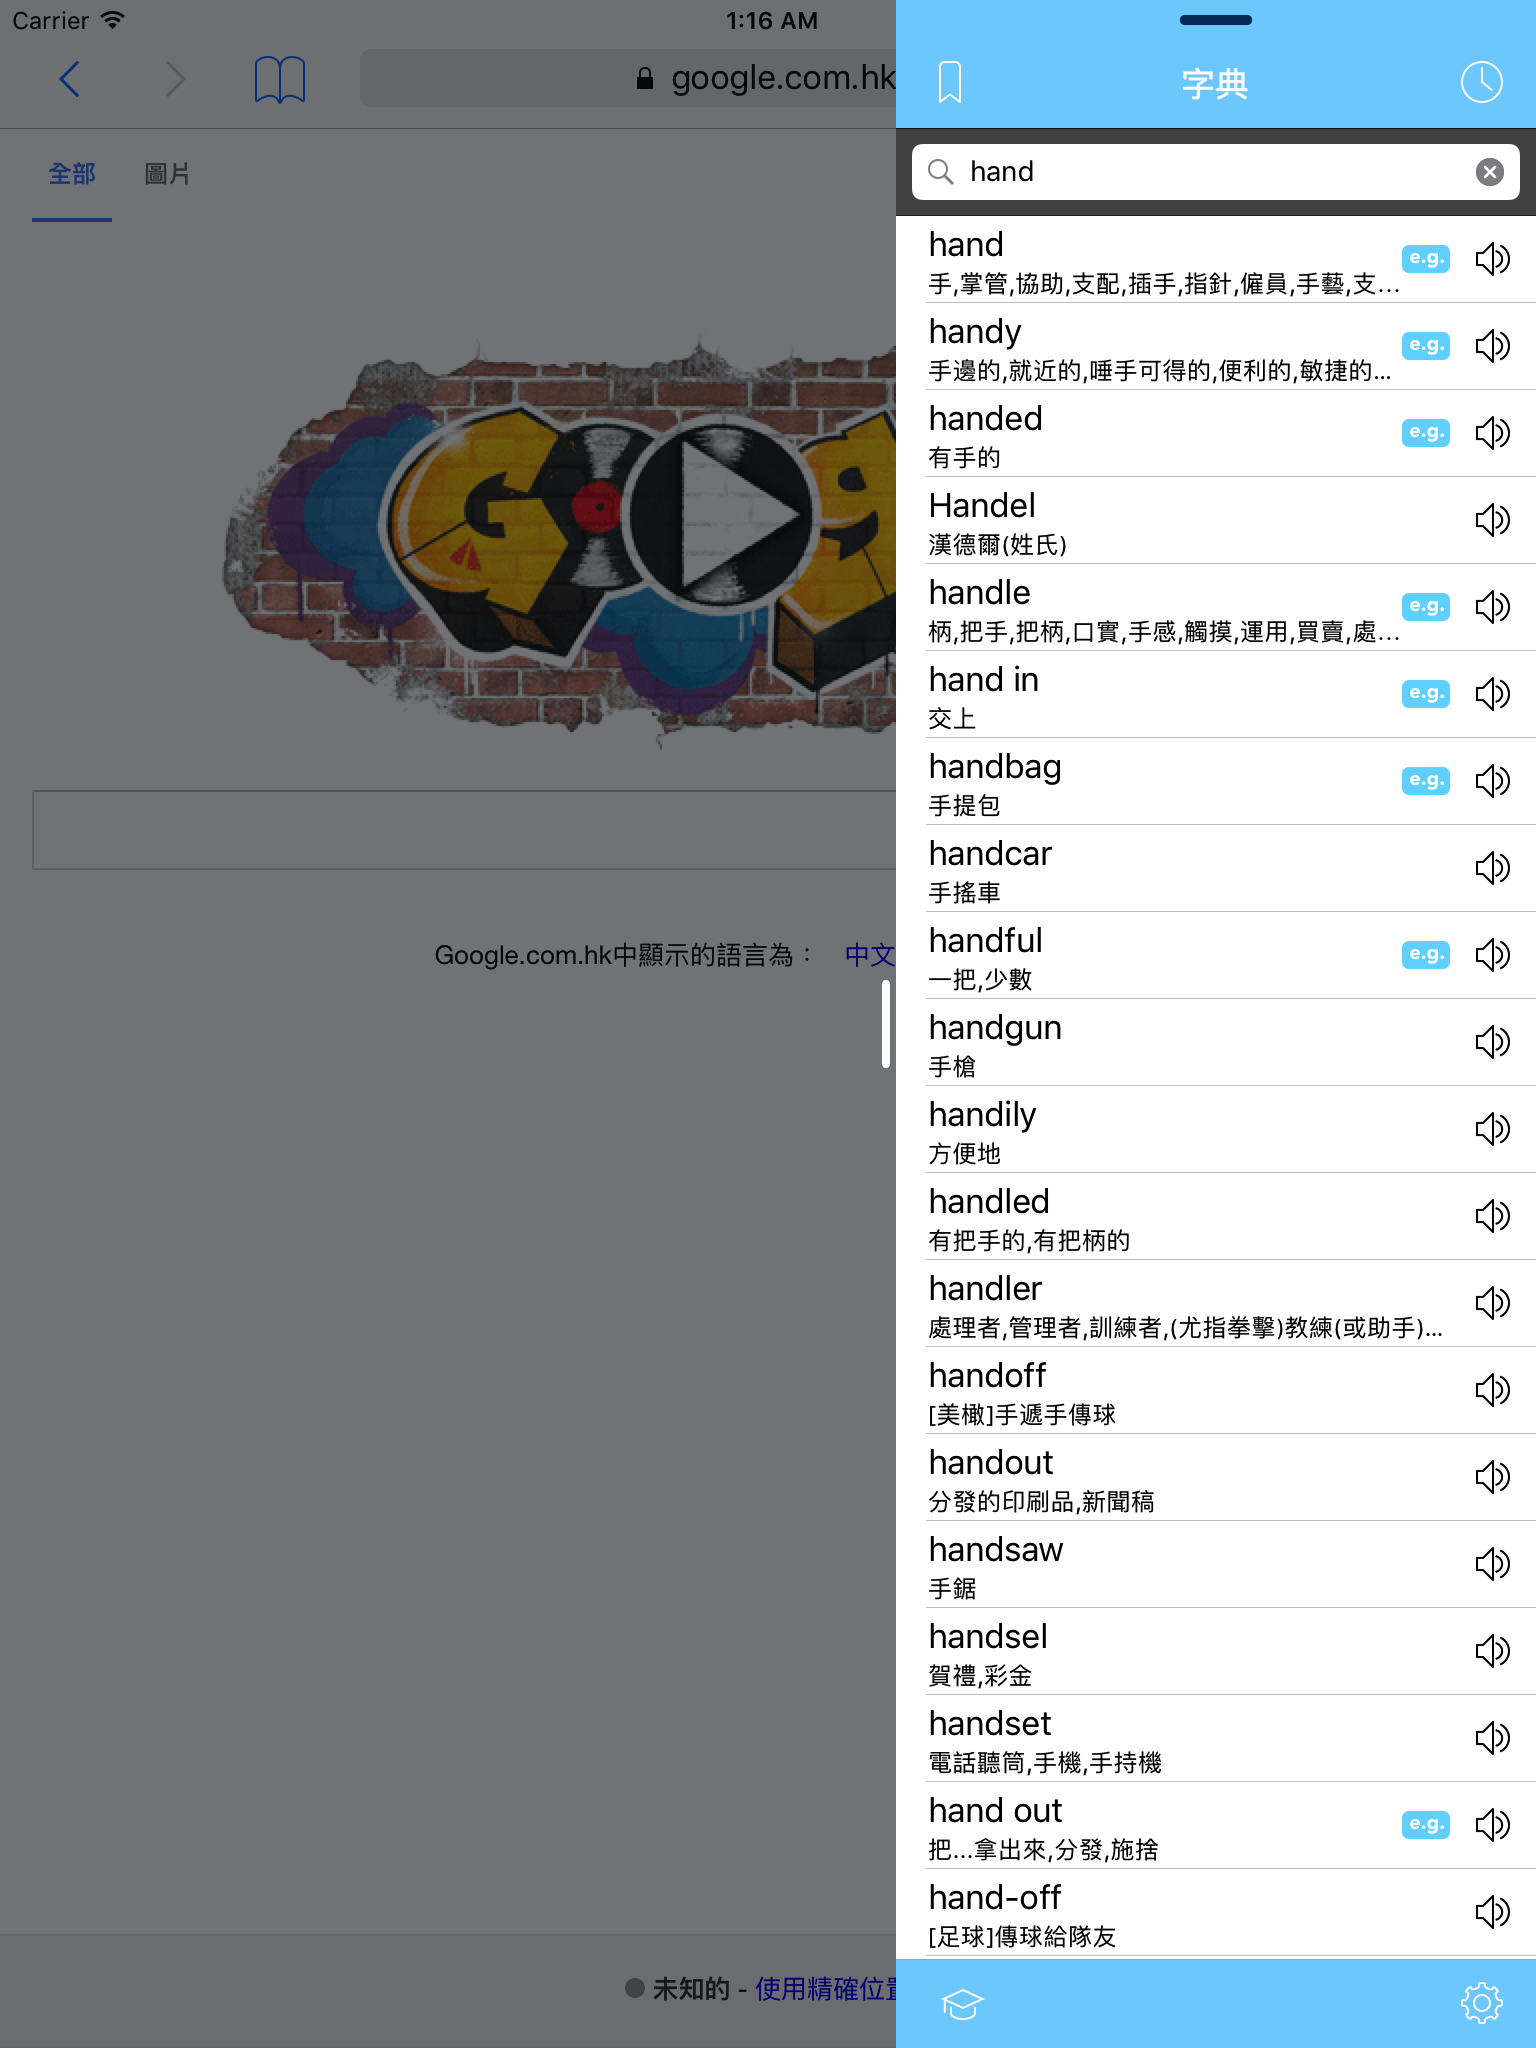 Carrier
1:16 AM
google.com.hk
全部
圖片
Google.com.hk中顯示的語言為：
中文
未知的 - 使用精確位置
字典
hand
hand
手,掌管,協助,支配,插手,指針,僱員,手藝,支…
e.g.
handy
手邊的,就近的,唾手可得的,便利的,敏捷的...
e.g.
handed
有手的
e.g.
Handel
漢德爾(姓氏)
handle
柄,把手,把柄,口實,手感,觸摸,運用,買賣,處…
e.g.
hand in
交上
e.g.
handbag
手提包
e.g.
handcar
手搖車
handful
一把,少數
e.g.
handgun
手槍
handily
方便地
handled
有把手的,有把柄的
handler
處理者,管理者,訓練者,(尤指拳擊)教練(或助手)...
handoff
[美橄]手遞手傳球
handout
分發的印刷品,新聞稿
handsaw
手鋸
handsel
賀禮,彩金
handset
電話聽筒,手機,手持機
hand out
把...拿出來,分發,施捨
e.g.
hand-off
[足球]傳球給隊友